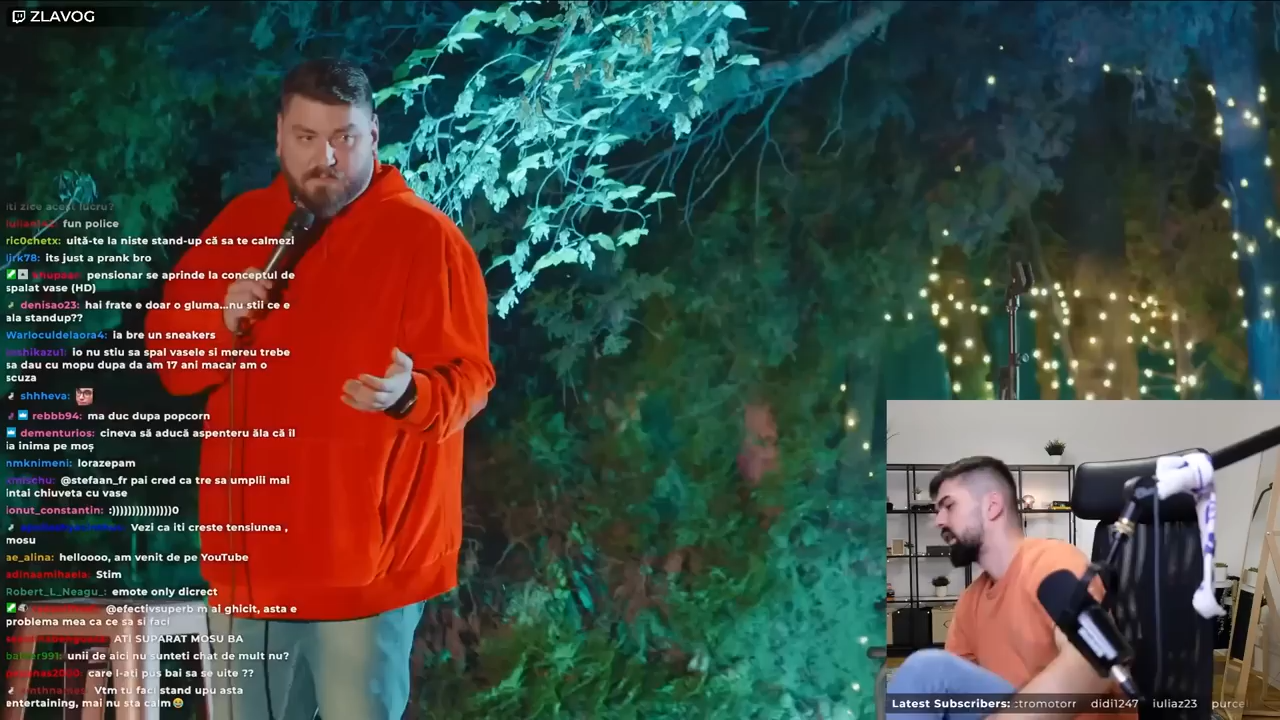 ZLAVOG
iti zice acest lucru?
fun police
ric0chetx: uită-te la niste stand-up că sa te calmezi
lirk78: its just a prank bro
pensionar se aprinde la conceptul de
spalat vase (HD)
denisao23: hai frate e doar o gluma...nu stii ce e
ala standup??
Warloculdelaora4: ia bre un sneakers
io nu stiu sa spal vasele si mereu trebe
sa dau cu mopu dupa da am 17 ani macar am o
scuza
shhheva:
rebbb94: ma duc dupa popcorn
dementurios: cineva să aducă aspenteru ăla că îl
ia inima pe moș
nmknimeni: lorazepam
@stefaan_fr pai cred ca tre sa umplii mai
intai chiuveta cu vase
ionut_constantin: :)))))))))))))))0
Vezi ca iti creste tensiunea ,
mosu
ae_alina: helloooo, am venit de pe YouTube
adinaamihaela: Stim
Robert_L_Neagu_: emote only dicrect
@efectivsuperb m ai ghicit, asta e
problema mea ca ce sa si faci
ATI SUPARAT MOSU BA
unii de aici nu sunteti chat de mult nu?
care i-ati pus bai sa se uite ??
Vtm tu faci stand upu asta
entertaining, mai nu sta calm
Latest Subscribers: :tromotorr didi1247 iuliaz23 purcel